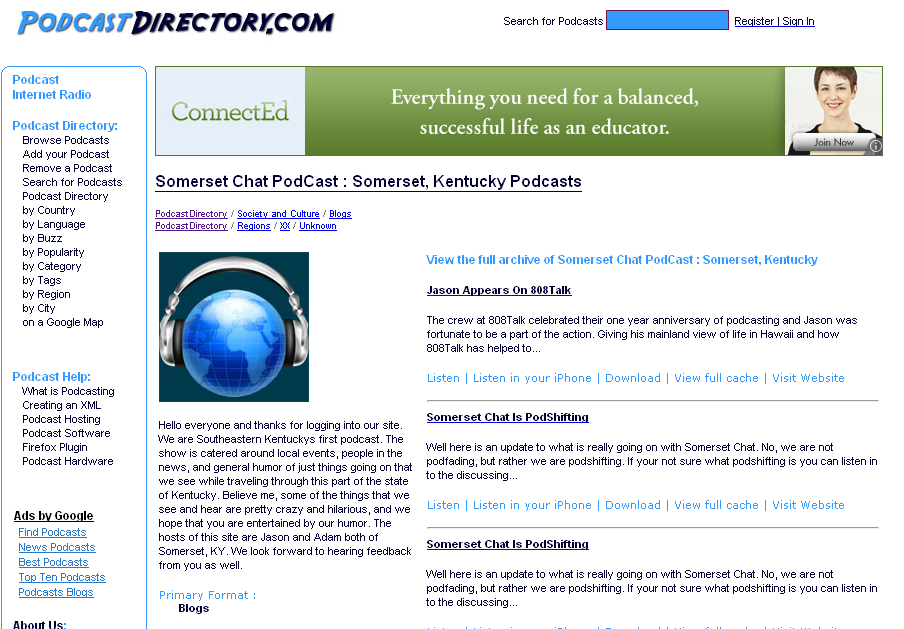 PodcastDirectory.com
Search for Podcasts
Register | Sign In
Podcast
Internet Radio
Podcast Directory:
Browse Podcasts
Add your Podcast
Remove a Podcast
Search for Podcasts
Podcast Directory
by Country
by Language
by Buzz
by Popularity
by Category
by Tags
by Region
by City
on a Google Map
Podcast Help:
What is Podcasting
Creating an XML
Podcast Hosting
Podcast Software
Firefox Plugin
Podcast Hardware
Ads by Google
Find Podcasts
News Podcasts
Best Podcasts
Top Ten Podcasts
Podcasts Blogs
About Us:
ConnectEd
Everything you need for a balanced,
successful life as an educator.
Join Now
Somerset Chat PodCast : Somerset, Kentucky Podcasts
PodcastDirectory / Society and Culture / Blogs
PodcastDirectory / Regions / XX / Unknown
Hello everyone and thanks for logging into our site.
We are Southeastern Kentuckys first podcast. The
show is catered around local events, people in the
news, and general humor of just things going on that
we see while traveling through this part of the state
of Kentucky. Believe me, some of the things that we
see and hear are pretty crazy and hilarious, and we
hope that you are entertained by our humor. The
hosts of this site are Jason and Adam both of
Somerset, KY. We look forward to hearing feedback
from you as well.
Primary Format :
Blogs
View the full archive of Somerset Chat PodCast : Somerset, Kentucky
Jason Appears On 808Talk
The crew at 808Talk celebrated their one year anniversary of podcasting and Jason was
fortunate to be a part of the action. Giving his mainland view of life in Hawaii and how
808Talk has helped to...
Listen | Listen in your iPhone | Download | View full cache | Visit Website
Somerset Chat Is PodShifting
Well here is an update to what is really going on with Somerset Chat. No, we are not
podfading, but rather we are podshifting. If your not sure what podshifting is you can listen in
to the discussing...
Listen | Listen in your iPhone | Download | View full cache | Visit Website
Somerset Chat Is PodShifting
Well here is an update to what is really going on with Somerset Chat. No, we are not
podfading, but rather we are podshifting. If your not sure what podshifting is you can listen in
to the discussing...